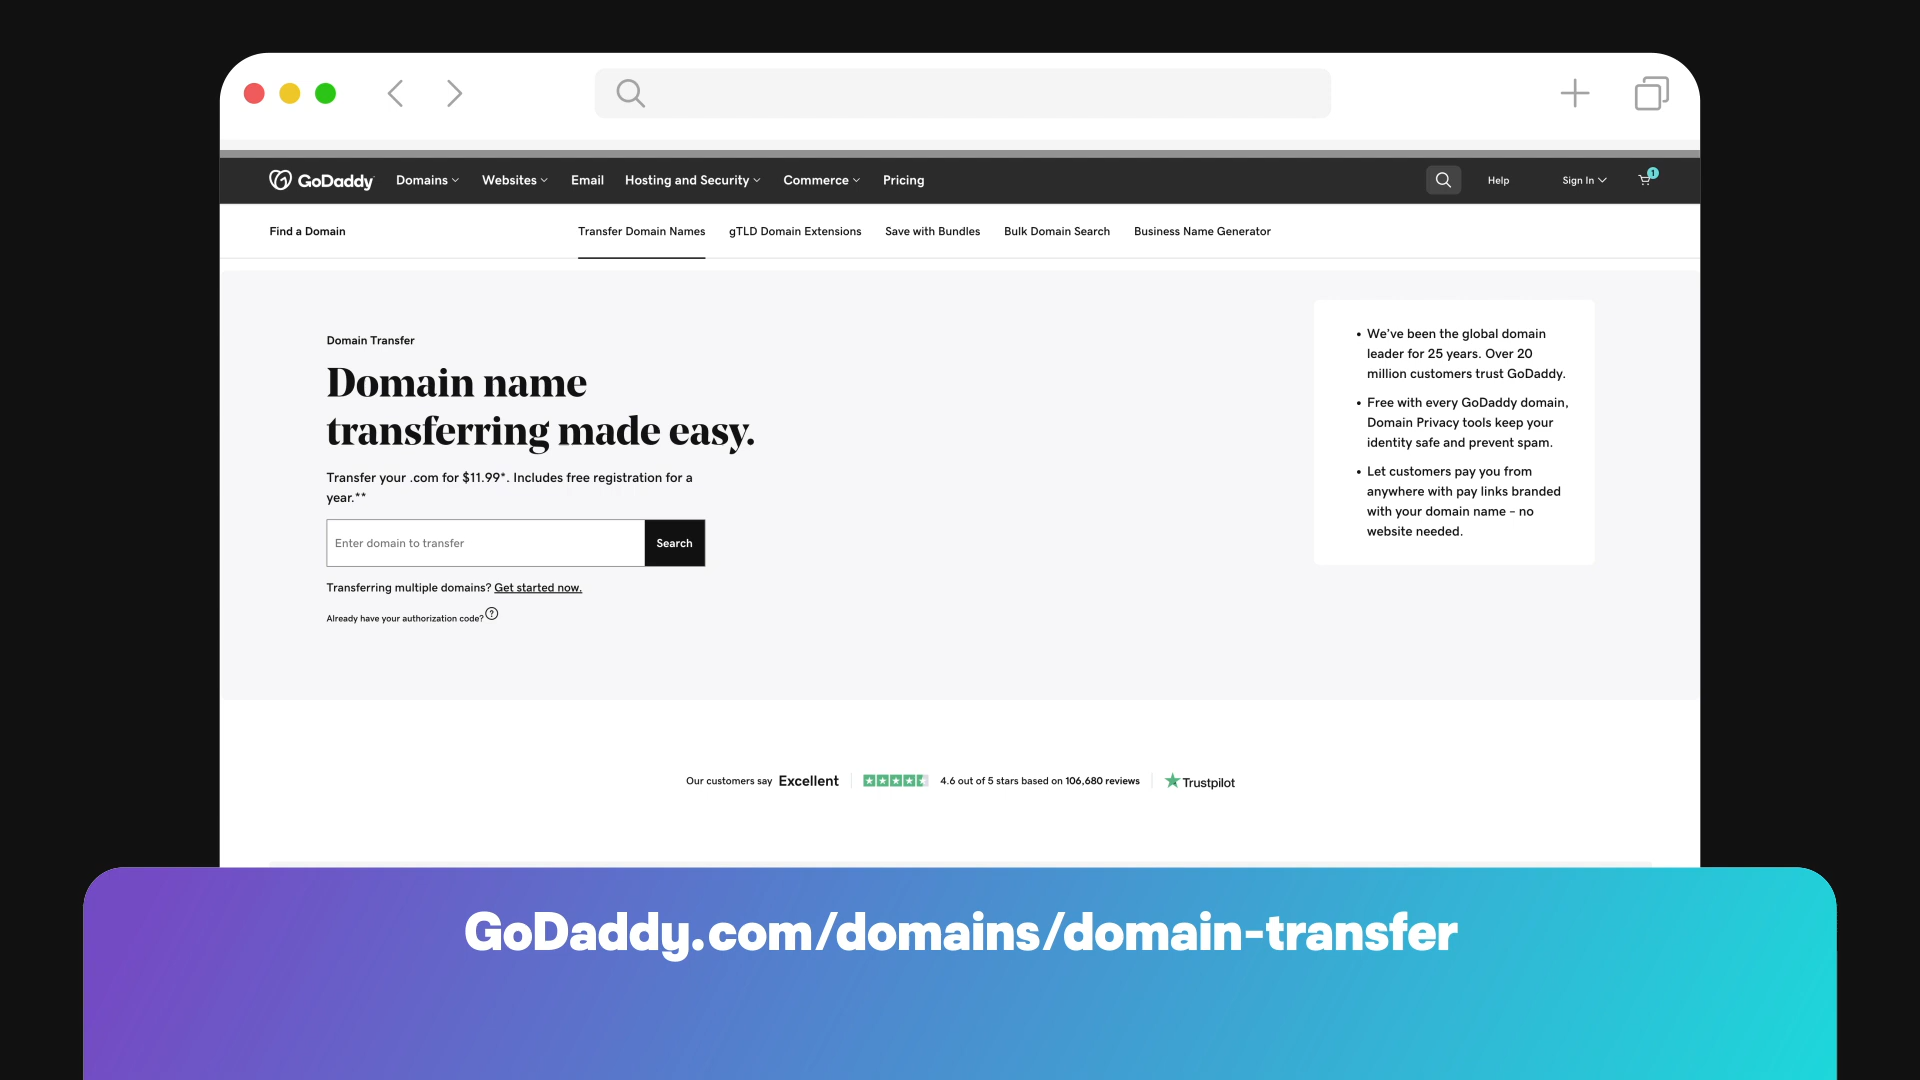 GoDaddy Domains Websites Email Hosting and Security Commerce Pricing Help Sign In 1
Find a Domain Transfer Domain Names gTLD Domain Extensions Save with Bundles Bulk Domain Search Business Name Generator
Domain Transfer
Domain name
transferring made easy.
Transfer your .com for $11.99*. Includes free registration for a
year.**
Enter domain to transfer Search
Transferring multiple domains? Get started now.
Already have your authorization code? ?
• We've been the global domain
leader for 25 years. Over 20
million customers trust GoDaddy.
• Free with every GoDaddy domain,
Domain Privacy tools keep your
identity safe and prevent spam.
• Let customers pay you from
anywhere with pay links branded
with your domain name – no
website needed.
Our customers say Excellent 4.6 out of 5 stars based on 106,680 reviews Trustpilot
GoDaddy.com/domains/domain-transfer